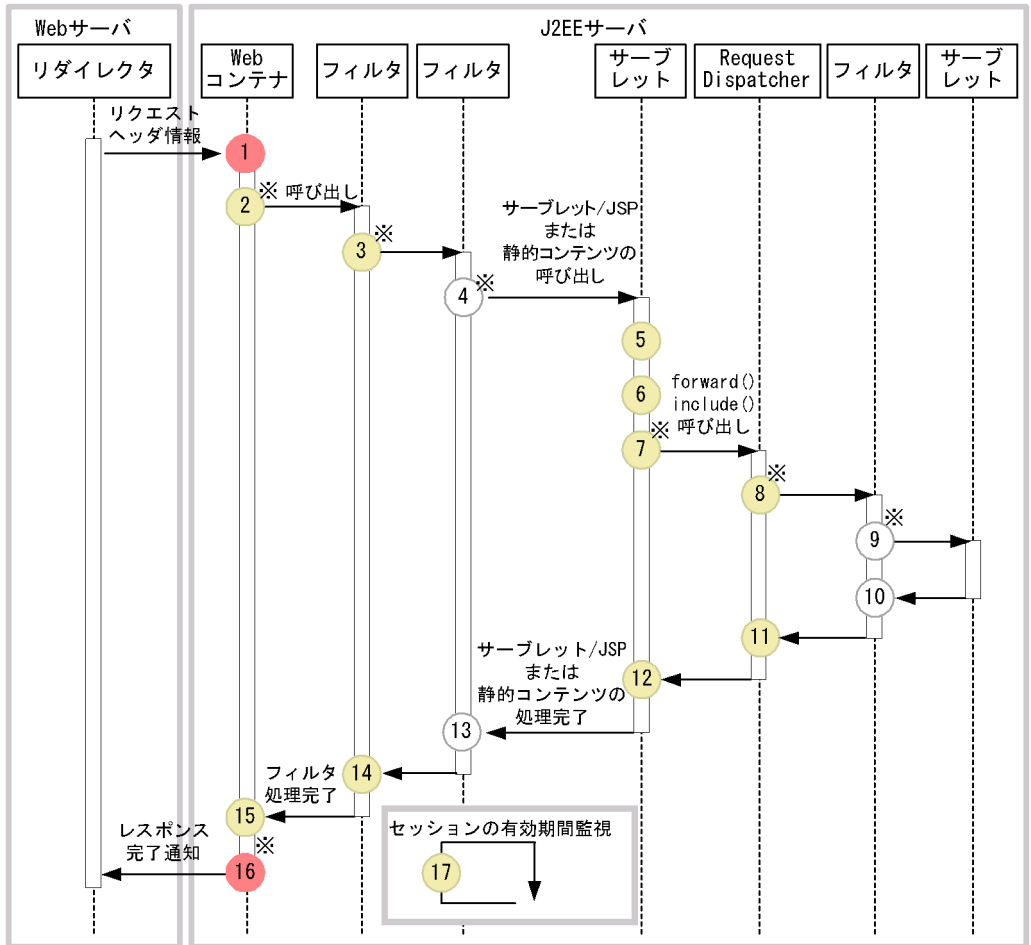 Webサーバ
J2EEサーバ
リダイレクタ
Web
コンテナ
フィルタ
フィルタ
サーブ
レット
Request
Dispatcher
フィルタ
サーブ
レット
リクエスト
ヘッダ情報
1
2
※ 呼び出し
3
※
サーブレット/JSP
または
静的コンテンツの
呼び出し
4
※
5
6
forward()
include()
呼び出し
7
※
8
※
9
※
10
11
12
サーブレット/JSP
または
静的コンテンツの
処理完了
13
14
フィルタ
処理完了
15
レスポンス
完了通知
※
16
セッションの有効期間監視
17